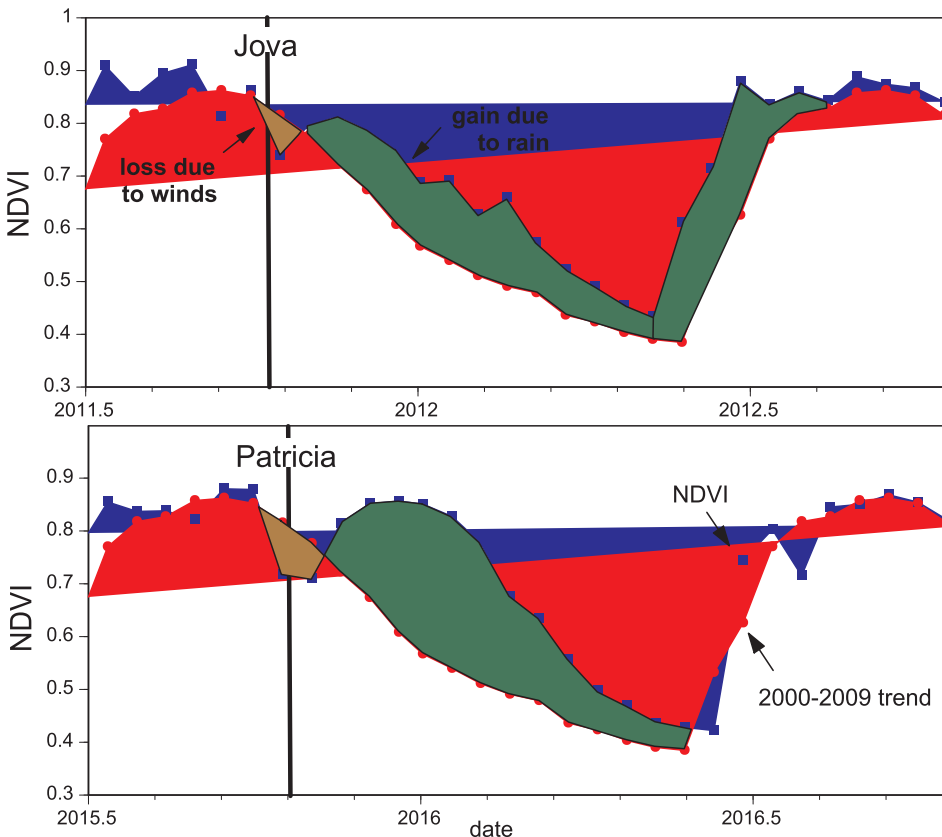 1
Jova
0.9
0.8
gain due
to rain
loss due
to winds
0.7
NDVI
0.6
0.5
0.4
0.3
2011.5
2012
2012.5
Patricia
0.9
NDVI
0.8
0.7
NDVI
0.6
0.5
2000-2009 trend
0.4
0.3
2015.5
2016
2016.5
date